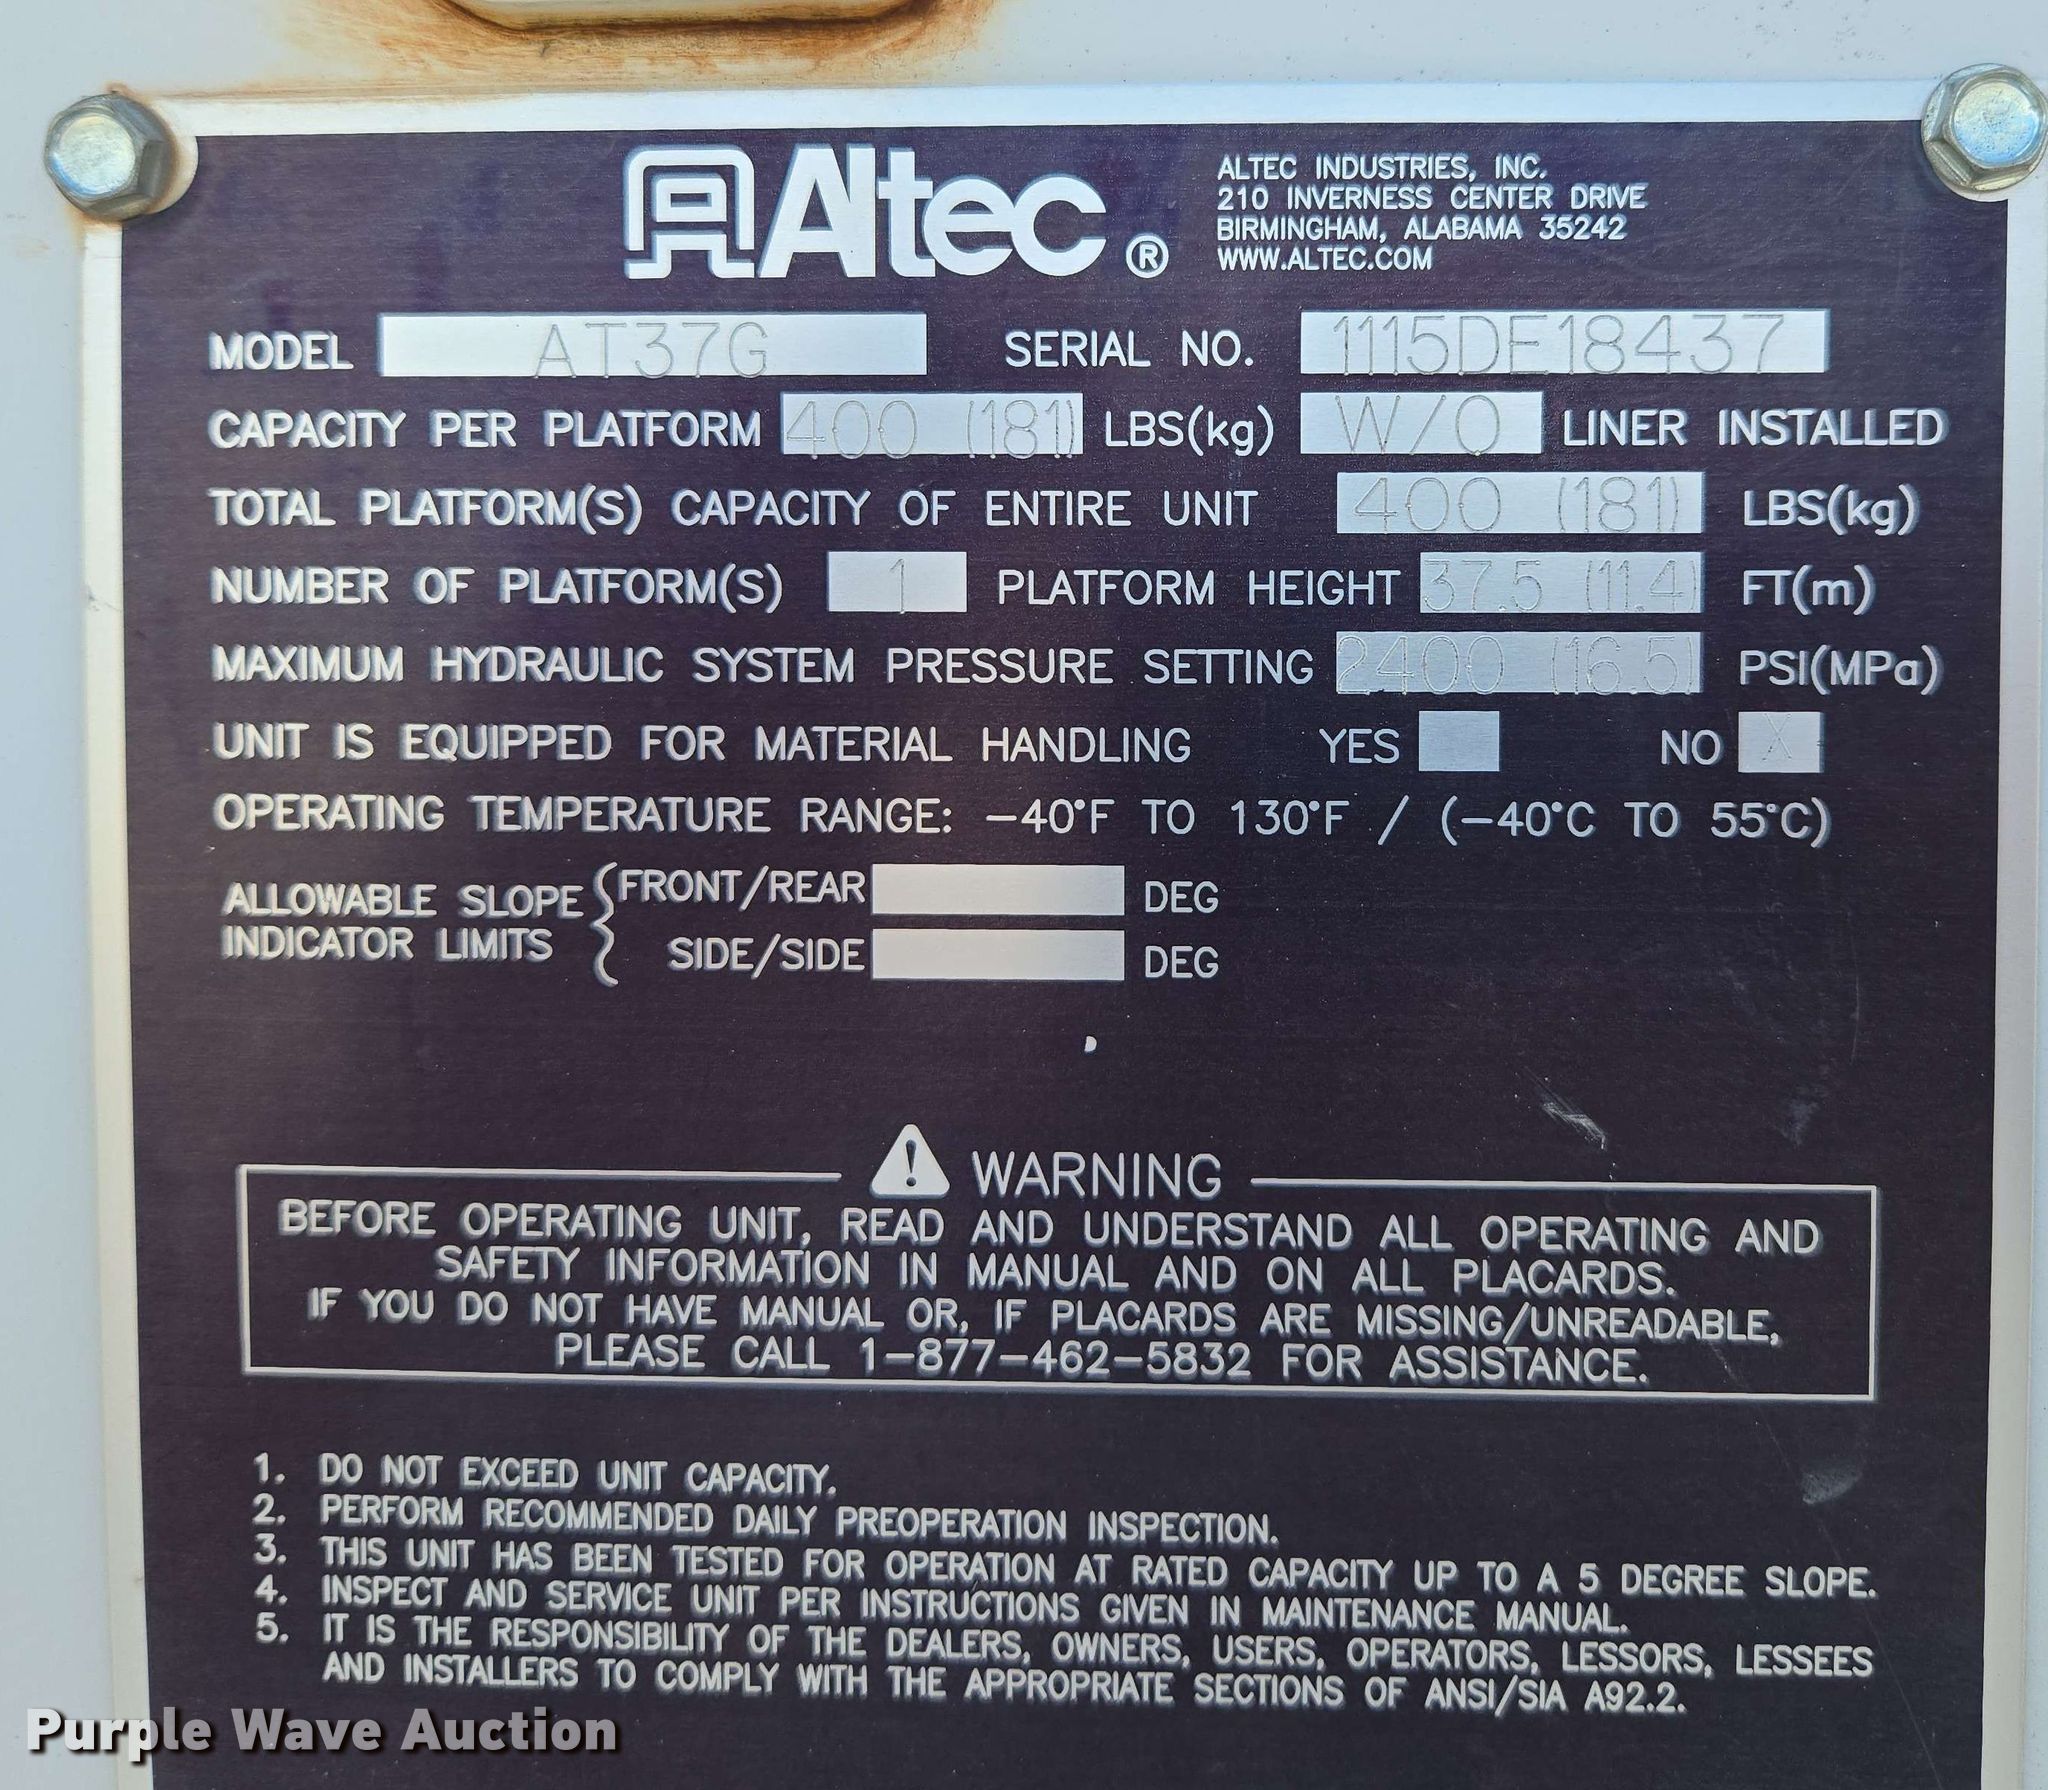 Altec ®
ALTEC INDUSTRIES, INC.
210 INVERNESS CENTER DRIVE
BIRMINGHAM, ALABAMA 35242
WWW.ALTEC.COM
MODEL AT37G SERIAL NO. 1115DE18437
CAPACITY PER PLATFORM 400 (181) LBS(kg) W/O LINER INSTALLED
TOTAL PLATFORM(S) CAPACITY OF ENTIRE UNIT 400 (181) LBS(kg)
NUMBER OF PLATFORM(S) 1 PLATFORM HEIGHT 37.5 (11.4) FT(m)
MAXIMUM HYDRAULIC SYSTEM PRESSURE SETTING 2400 (16.5) PSI(MPa)
UNIT IS EQUIPPED FOR MATERIAL HANDLING YES NO X
OPERATING TEMPERATURE RANGE: -40°F TO 130°F / (-40°C TO 55°C)
ALLOWABLE SLOPE INDICATOR LIMITS { FRONT/REAR DEG
SIDE/SIDE DEG
WARNING
BEFORE OPERATING UNIT, READ AND UNDERSTAND ALL OPERATING AND
SAFETY INFORMATION IN MANUAL AND ON ALL PLACARDS.
IF YOU DO NOT HAVE MANUAL OR, IF PLACARDS ARE MISSING/UNREADABLE,
PLEASE CALL 1-877-462-5832 FOR ASSISTANCE.
1. DO NOT EXCEED UNIT CAPACITY.
2. PERFORM RECOMMENDED DAILY PREOPERATION INSPECTION.
3. THIS UNIT HAS BEEN TESTED FOR OPERATION AT RATED CAPACITY UP TO A 5 DEGREE SLOPE.
4. INSPECT AND SERVICE UNIT PER INSTRUCTIONS GIVEN IN MAINTENANCE MANUAL.
5. IT IS THE RESPONSIBILITY OF THE DEALERS, OWNERS, USERS, OPERATORS, LESSORS, LESSEES
AND INSTALLERS TO COMPLY WITH THE APPROPRIATE SECTIONS OF ANSI/SIA A92.2.
Purple Wave Auction